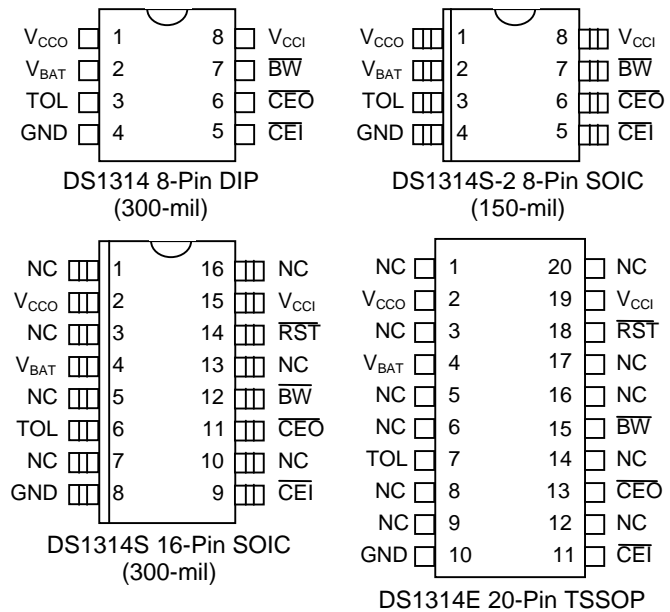 VCCO 1 8 VCCI
VBAT 2 7 BW
TOL 3 6 CEO
GND 4 5 CEI
DS1314 8-Pin DIP
(300-mil)
VCCO 1 8 VCCI
VBAT 2 7 BW
TOL 3 6 CEO
GND 4 5 CEI
DS1314S-2 8-Pin SOIC
(150-mil)
NC 1 16 NC
VCCO 2 15 VCCI
NC 3 14 RST
VBAT 4 13 NC
NC 5 12 BW
TOL 6 11 CEO
NC 7 10 NC
GND 8 9 CEI
DS1314S 16-Pin SOIC
(300-mil)
NC 1 20 NC
VCCO 2 19 VCCI
NC 3 18 RST
VBAT 4 17 NC
NC 5 16 NC
NC 6 15 BW
TOL 7 14 NC
NC 8 13 CEO
NC 9 12 NC
GND 10 11 CEI
DS1314E 20-Pin TSSOP